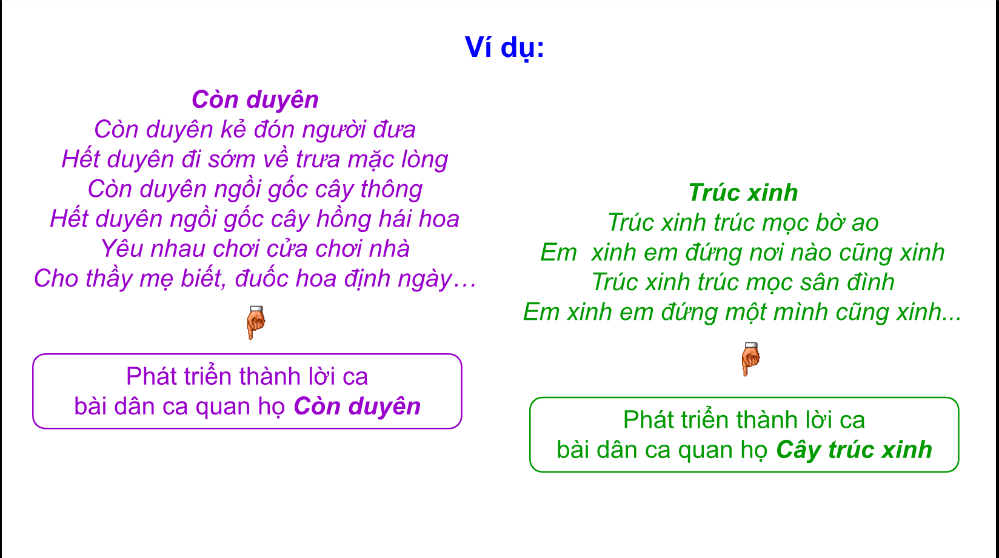 Ví dụ:
Còn duyên
Còn duyên kẻ đón người đưa
Hết duyên đi sớm về trưa mặc lòng
Còn duyên ngồi gốc cây thông
Hết duyên ngồi gốc cây hồng hái hoa
Yêu nhau chơi cửa chơi nhà
Cho thầy mẹ biết, đuốc hoa định ngày…
Phát triển thành lời ca
bài dân ca quan họ Còn duyên
Trúc xinh
Trúc xinh trúc mọc bờ ao
Em  xinh em đứng nơi nào cũng xinh
Trúc xinh trúc mọc sân đình
Em xinh em đứng một mình cũng xinh...
Phát triển thành lời ca
bài dân ca quan họ Cây trúc xinh